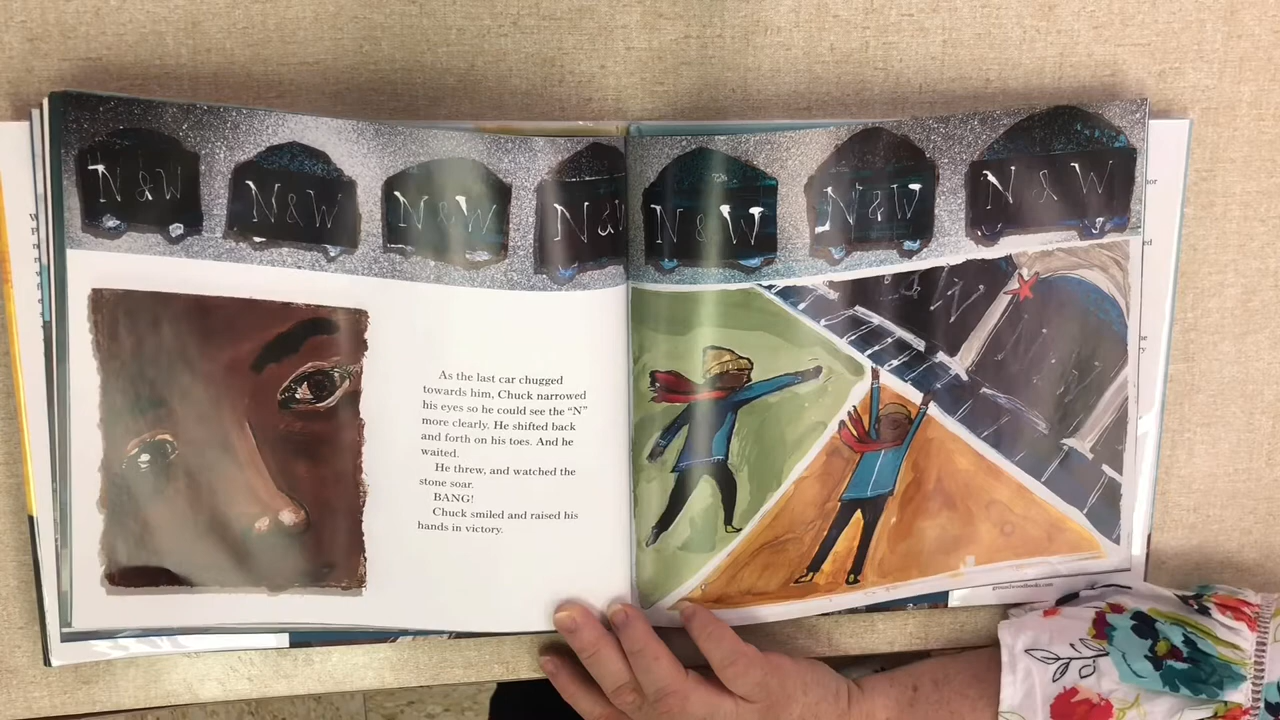 N & W
N & W
N & W
N & W
N & W
N & W
N & W
& W
As the last car chugged
towards him, Chuck narrowed
his eyes so he could see the “N”
more clearly. He shifted back
and forth on his toes. And he
waited.
He threw, and watched the
stone soar.
BANG!
Chuck smiled and raised his
hands in victory.
groundwoodbooks.com